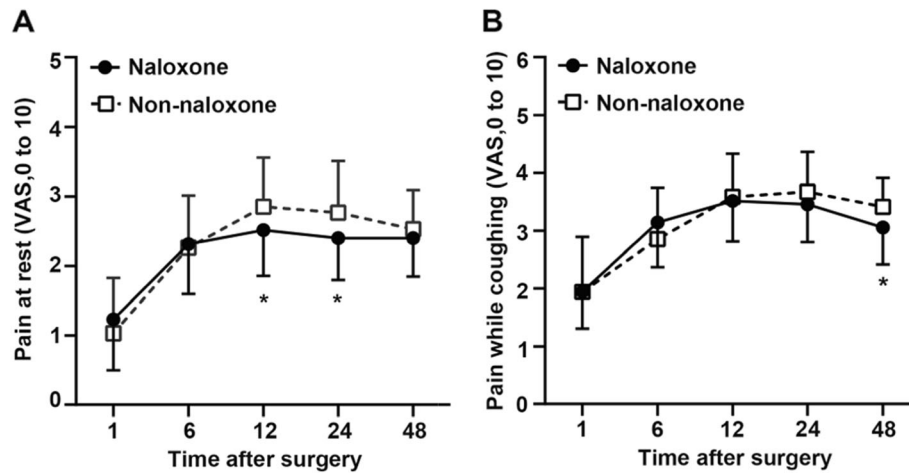 A
Pain at rest (VAS,0 to 10)
5
4
3
2
1
0
Naloxone
Non-naloxone
*
*
1 6 12 24 48
Time after surgery
B
Pain while coughing (VAS,0 to 10)
6
5
4
3
2
1
0
Naloxone
Non-naloxone
*
1 6 12 24 48
Time after surgery